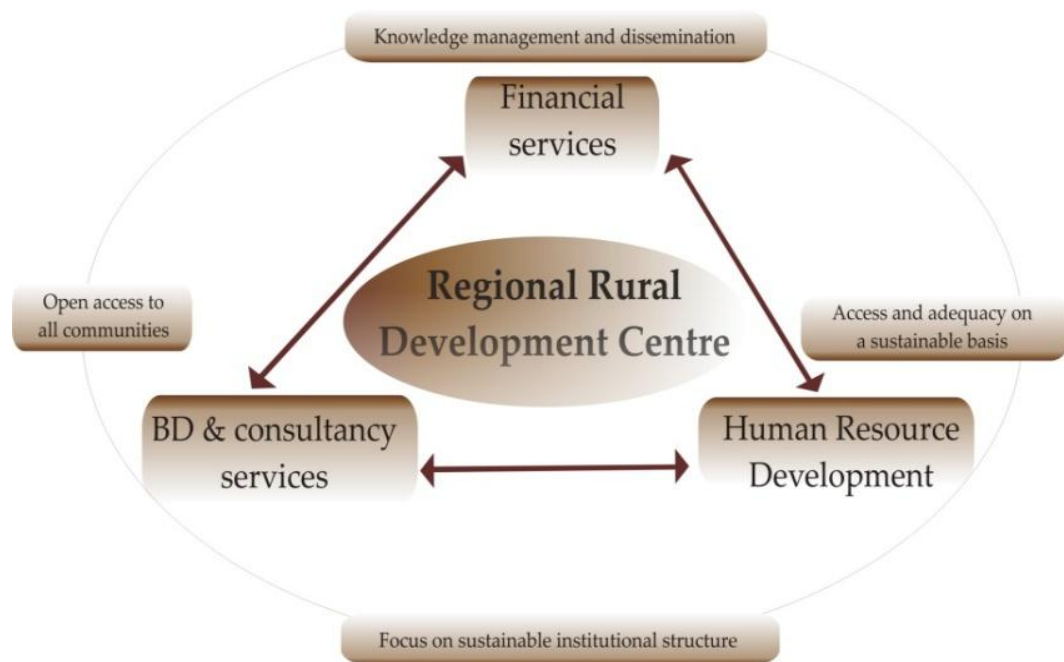 Knowledge management and dissemination
Financial
services
Regional Rural
Development Centre
Open access to
all communities
Access and adequacy on
a sustainable basis
BD & consultancy
services
Human Resource
Development
Focus on sustainable institutional structure